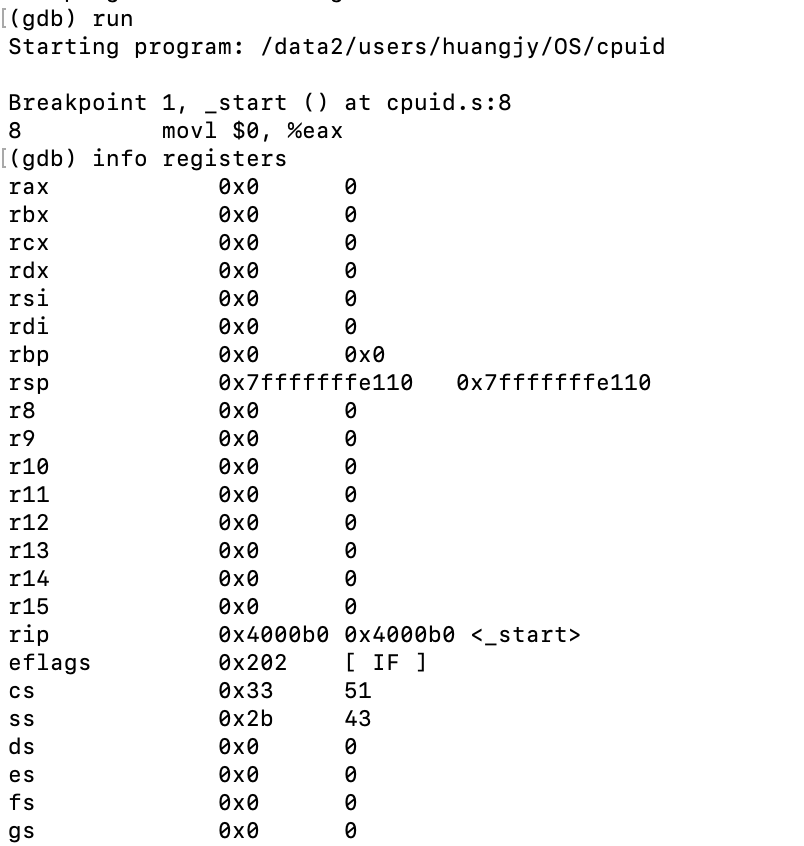 [(gdb) run
Starting program: /data2/users/huangjy/OS/cpuid
Breakpoint 1, _start () at cpuid.s:8
8 movl $0, %eax
[(gdb) info registers
rax 0x0 0
rbx 0x0 0
rcx 0x0 0
rdx 0x0 0
rsi 0x0 0
rdi 0x0 0
rbp 0x0 0x0
rsp 0x7fffffffe110 0x7fffffffe110
r8 0x0 0
r9 0x0 0
r10 0x0 0
r11 0x0 0
r12 0x0 0
r13 0x0 0
r14 0x0 0
r15 0x0 0
rip 0x4000b0 0x4000b0 <_start>
eflags 0x202 [ IF ]
cs 0x33 51
ss 0x2b 43
ds 0x0 0
es 0x0 0
fs 0x0 0
gs 0x0 0